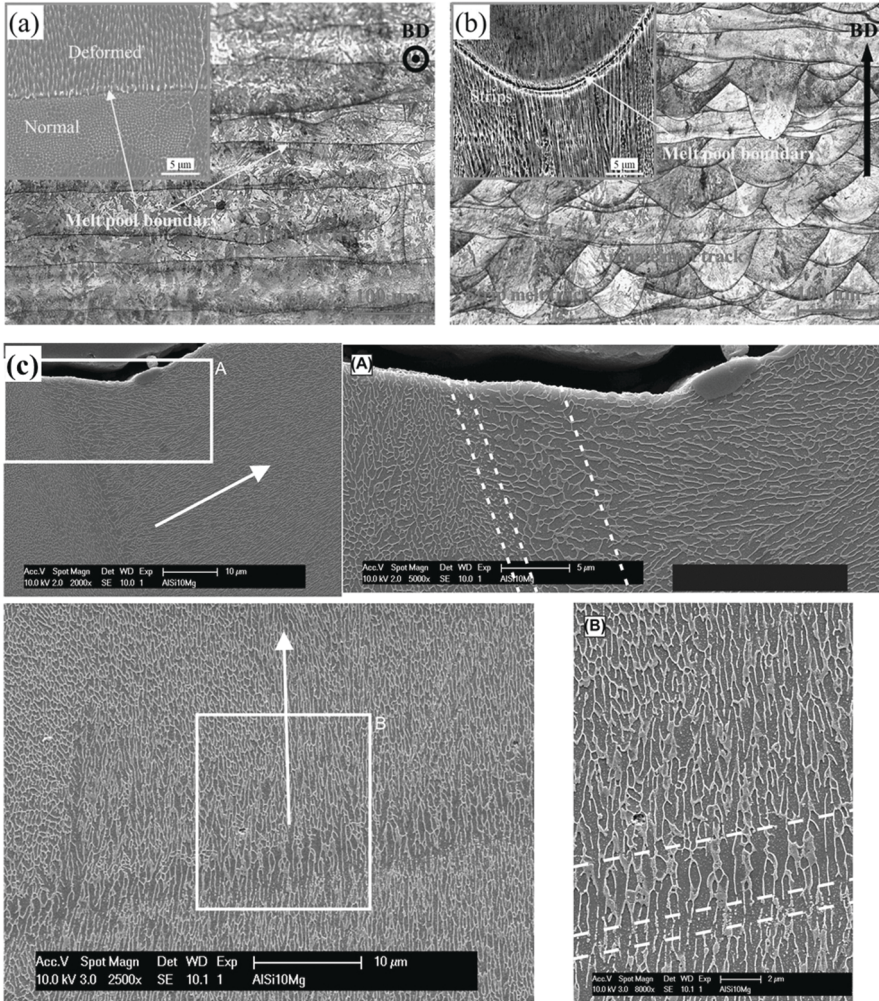 (a)
Deformed
Normal
5 μm
BD
Melt pool boundary
100
(b)
Strips
5 μm
BD
Melt pool boundary
track
(c)
A
Acc.V Spot Magn Det WD Exp 10 μm
10.0 kV 2.0 2000x SE 10.0 1 AlSi10Mg
(A)
Acc.V Spot Magn Det WD Exp 5 μm
10.0 kV 2.0 5000x SE 10.0 1 AlSi10Mg
B
Acc.V Spot Magn Det WD Exp 10 μm
10.0 kV 3.0 2500x SE 10.1 1 AlSi10Mg
(B)
Acc.V Spot Magn Det WD Exp 2 μm
10.0 kV 3.0 8000x SE 10.1 1 AlSi10Mg